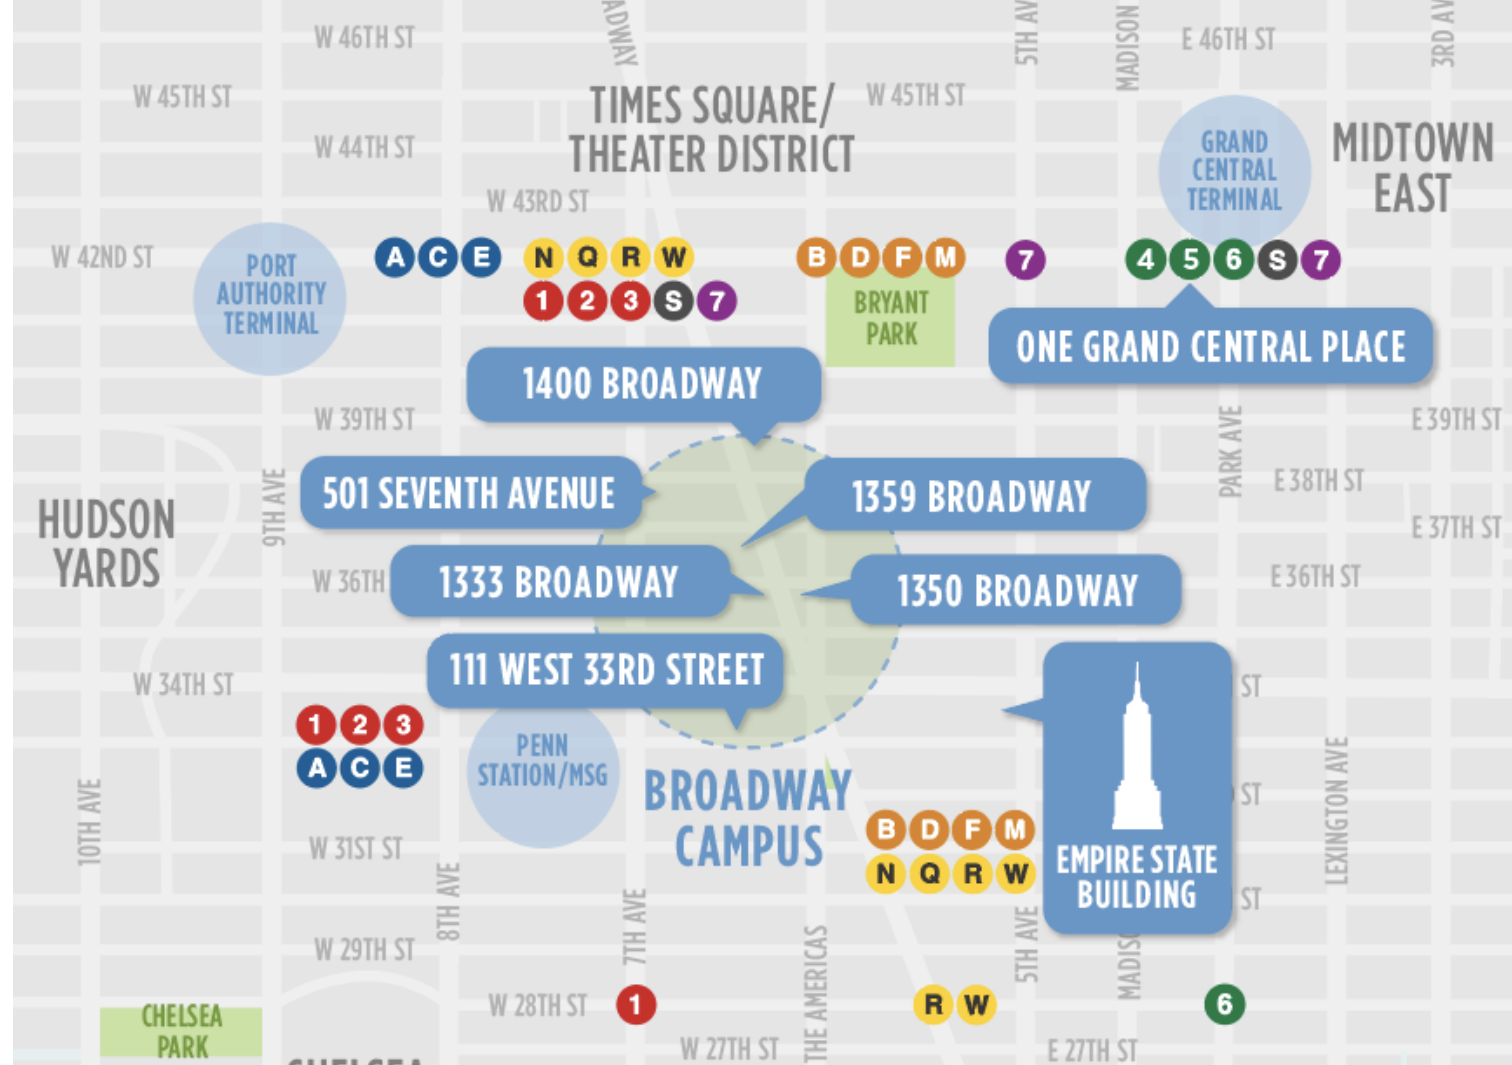 W 46TH ST
ADWAY
5TH AV
MADISON
E 46TH ST
3RD AV
W 45TH ST
TIMES SQUARE/
THEATER DISTRICT
W 45TH ST
W 44TH ST
GRAND
CENTRAL
TERMINAL
MIDTOWN
EAST
W 43RD ST
W 42ND ST
PORT
AUTHORITY
TERMINAL
A C E
N Q R W
1 2 3 S 7
B D F M
BRYANT
PARK
7
4 5 6 S 7
ONE GRAND CENTRAL PLACE
1400 BROADWAY
W 39TH ST
PARK AVE
E 39TH ST
501 SEVENTH AVENUE
1359 BROADWAY
E 38TH ST
HUDSON
YARDS
9TH AVE
E 37TH ST
W 36TH
1333 BROADWAY
1350 BROADWAY
E 36TH ST
111 WEST 33RD STREET
W 34TH ST
ST
1 2 3
A C E
PENN
STATION/MSG
BROADWAY
CAMPUS
ST
B D F M
N Q R W
EMPIRE STATE
BUILDING
ST
LEXINGTON AVE
10TH AVE
W 31ST ST
8TH AVE
7TH AVE
THE AMERICAS
5TH AVE
MADISO
W 29TH ST
CHELSEA
PARK
W 28TH ST
1
R W
6
W 27TH ST
E 27TH ST
CHELSEA